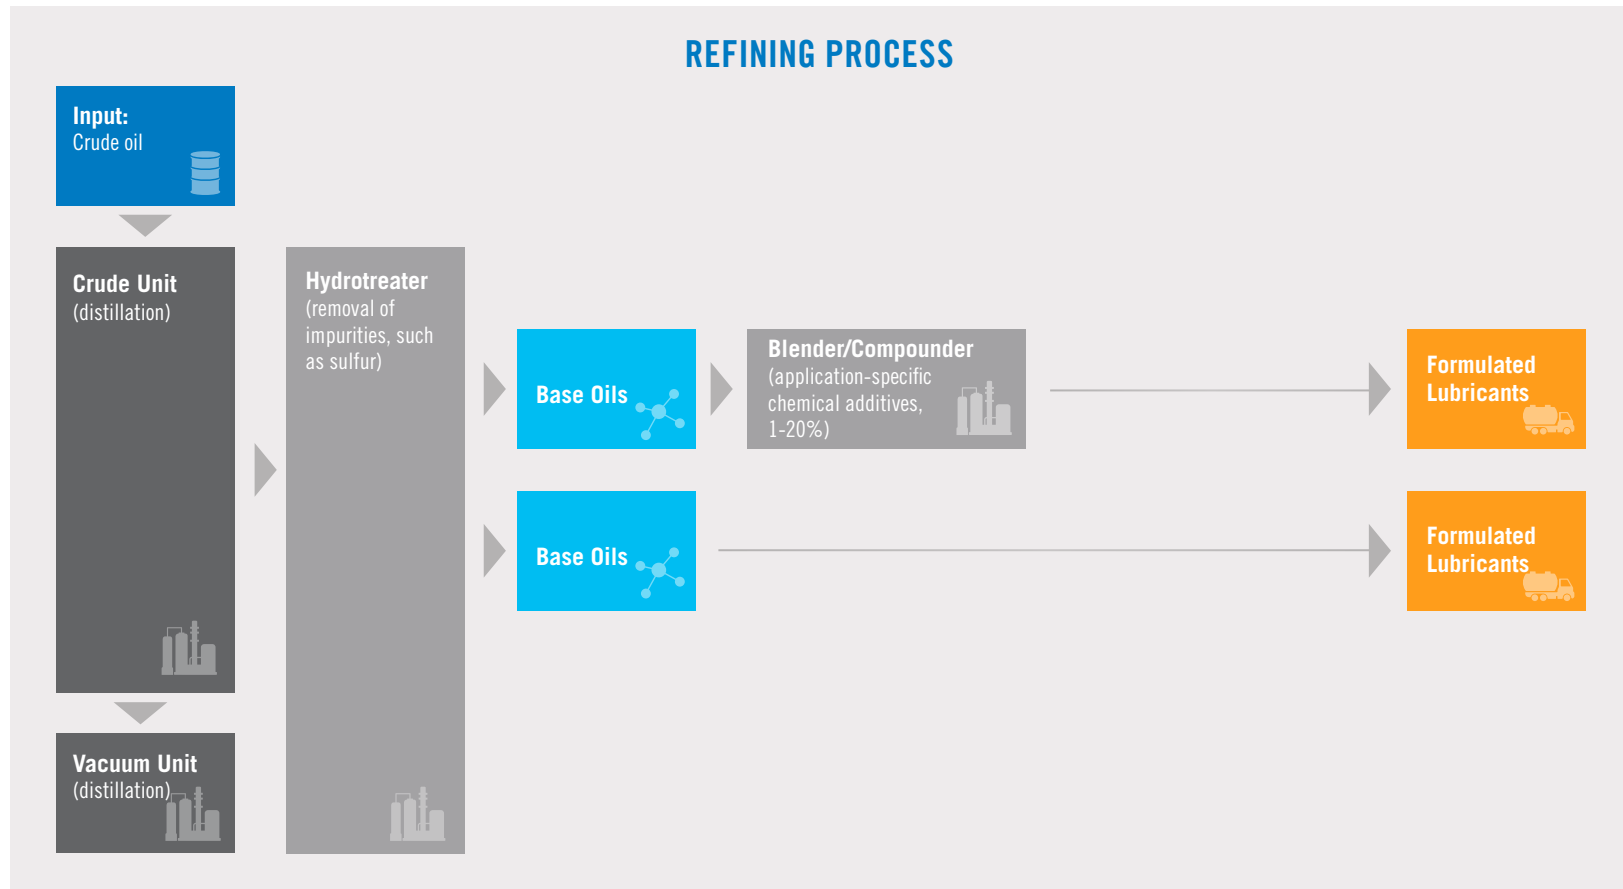 REFINING PROCESS
Input:
Crude oil
Crude Unit
(distillation)
Vacuum Unit
(distillation)
Hydrotreater
(removal of
impurities, such
as sulfur)
Base Oils
Blender/Compounder
(application-specific
chemical additives,
1-20%)
Formulated
Lubricants
Base Oils
Formulated
Lubricants